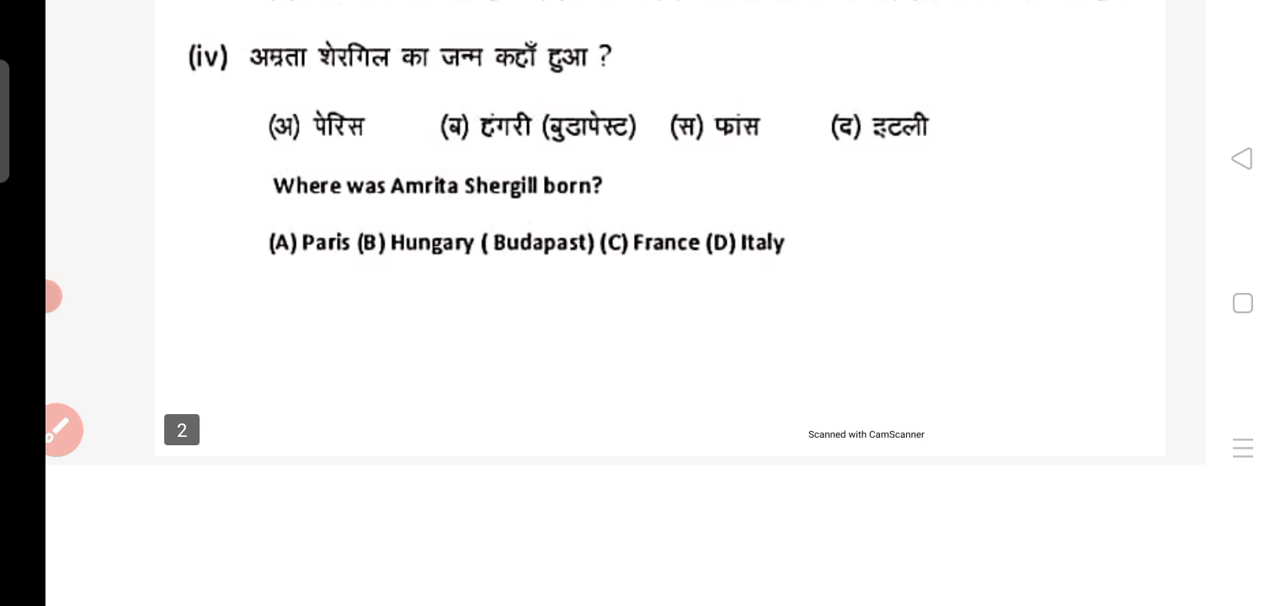 (iv) अम्रता शेरगिल का जन्म कहाँ हुआ ?
(अ) पेरिस (ब) हंगरी (बुडापेस्ट) (स) फांस (द) इटली
Where was Amrita Shergill born?
(A) Paris (B) Hungary ( Budapast) (C) France (D) Italy
2
Scanned with CamScanner